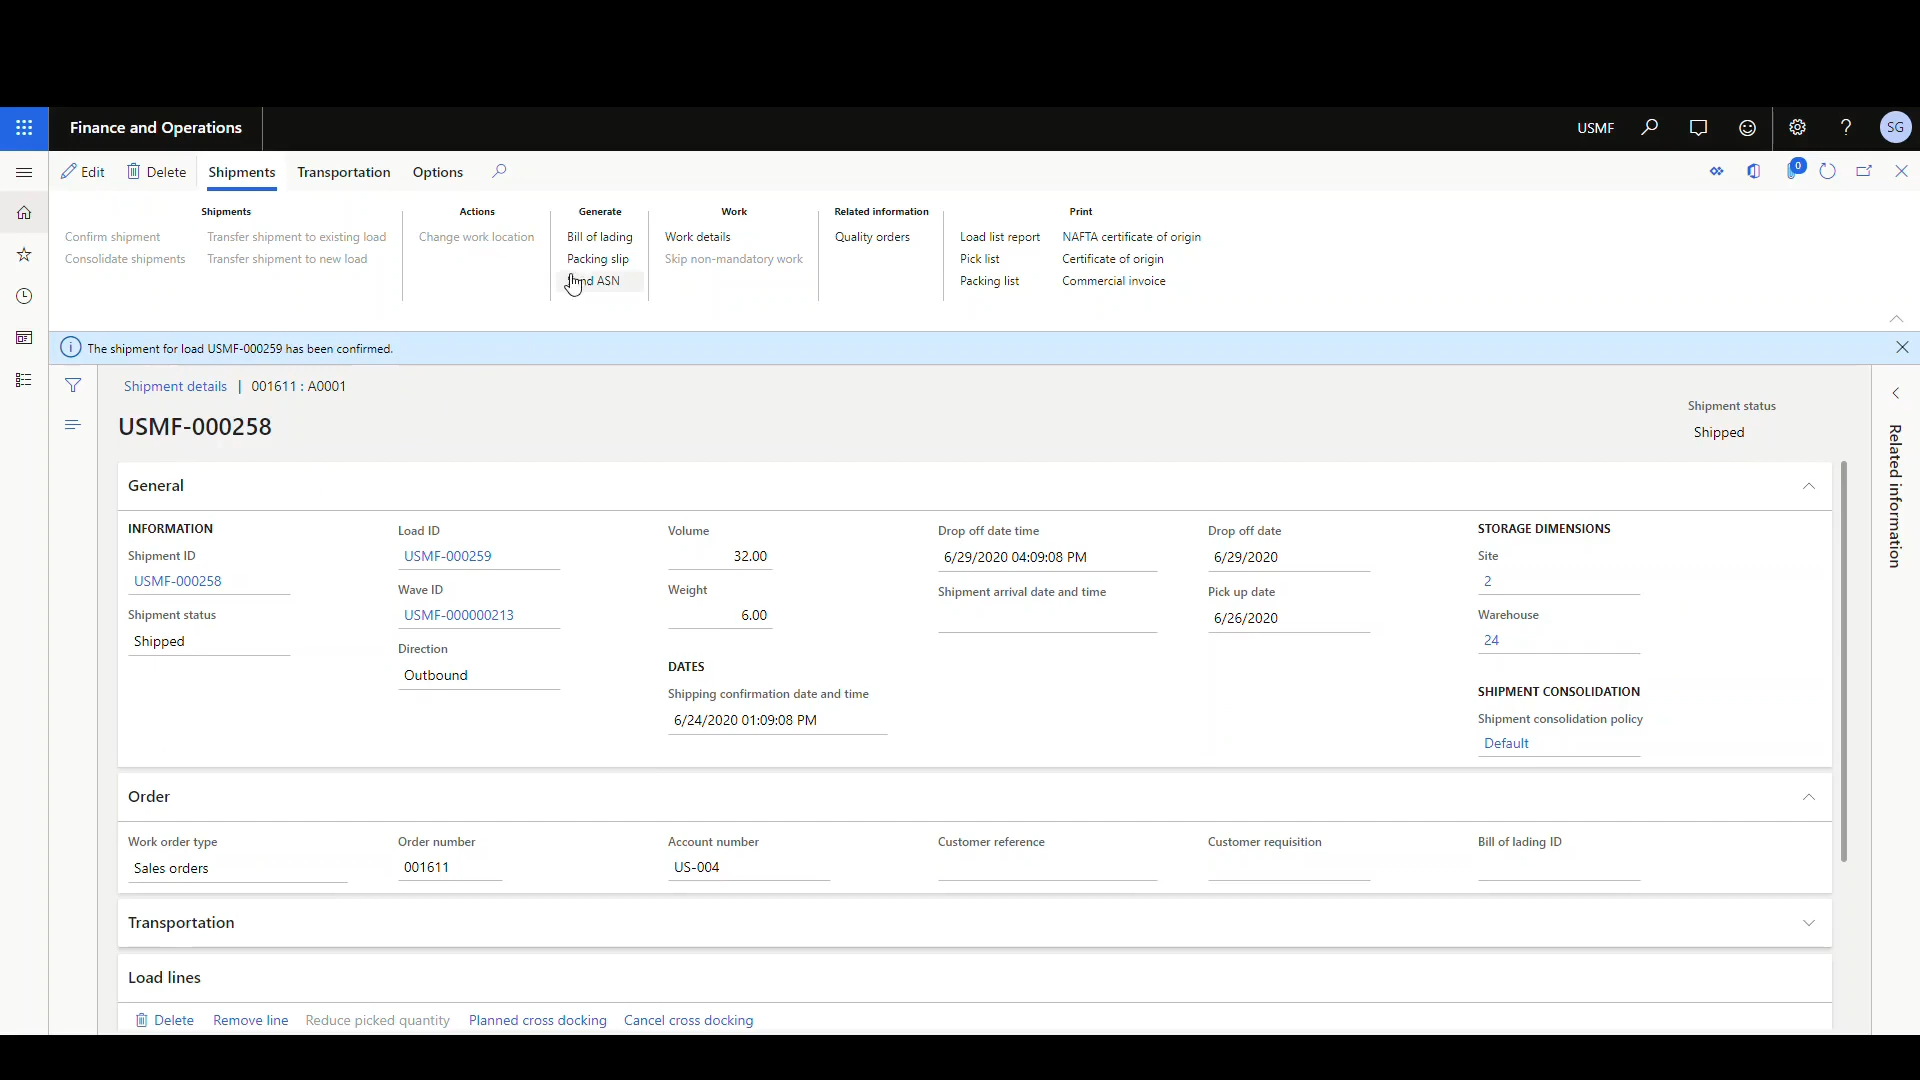 Finance and Operations
USMF
SG
Edit
Delete
Shipments
Transportation
Options
0
Shipments
Actions
Generate
Work
Related information
Print
Confirm shipment
Transfer shipment to existing load
Change work location
Bill of lading
Work details
Quality orders
Load list report
NAFTA certificate of origin
Consolidate shipments
Transfer shipment to new load
Packing slip
Skip non-mandatory work
Pick list
Certificate of origin
ASN
Packing list
Commercial invoice
The shipment for load USMF-000259 has been confirmed.
Shipment details | 001611 : A0001
USMF-000258
Shipment status
Shipped
Related information
General
INFORMATION
Shipment ID
USMF-000258
Shipment status
Shipped
Load ID
USMF-000259
Wave ID
USMF-000000213
Direction
Outbound
Volume
32.00
Weight
6.00
DATES
Shipping confirmation date and time
6/24/2020 01:09:08 PM
Drop off date time
6/29/2020 04:09:08 PM
Shipment arrival date and time
Drop off date
6/29/2020
Pick up date
6/26/2020
STORAGE DIMENSIONS
Site
2
Warehouse
24
SHIPMENT CONSOLIDATION
Shipment consolidation policy
Default
Order
Work order type
Sales orders
Order number
001611
Account number
US-004
Customer reference
Customer requisition
Bill of lading ID
Transportation
Load lines
Delete
Remove line
Reduce picked quantity
Planned cross docking
Cancel cross docking